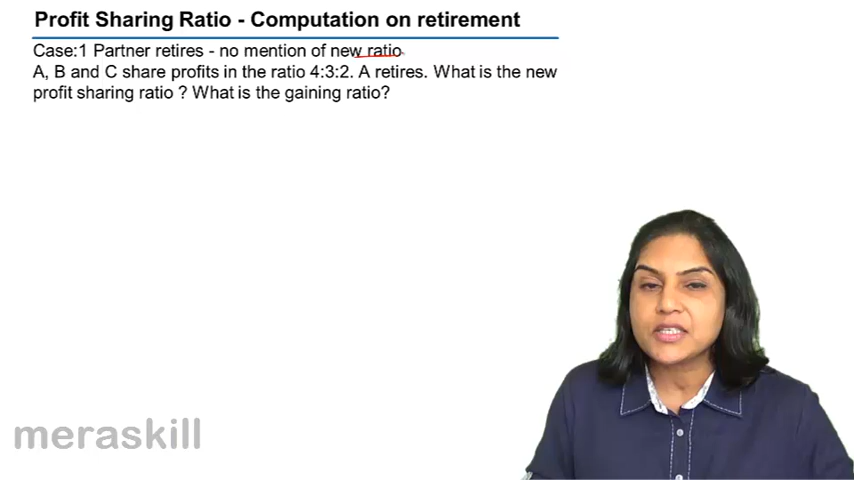 Profit Sharing Ratio - Computation on retirement
Case:1 Partner retires - no mention of new ratio
A, B and C share profits in the ratio 4:3:2. A retires. What is the new
profit sharing ratio ? What is the gaining ratio?
meraskill